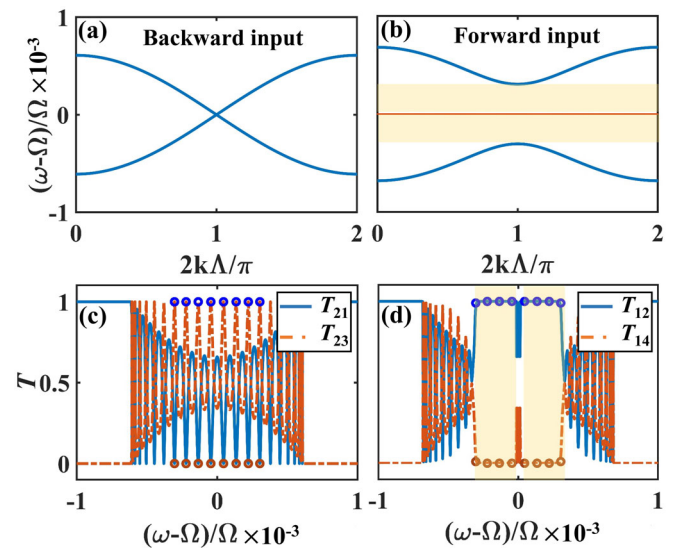 (a) Backward input
(b) Forward input
(ω-Ω)/Ω ×10⁻³
1
0
-1
0 1 2
0 1 2
2kΛ/π
2kΛ/π
(c)
T₂₁
T₂₃
(d)
T₁₂
T₁₄
T
1
0.5
0
-1 0 1
-1 0 1
(ω-Ω)/Ω ×10⁻³
(ω-Ω)/Ω ×10⁻³